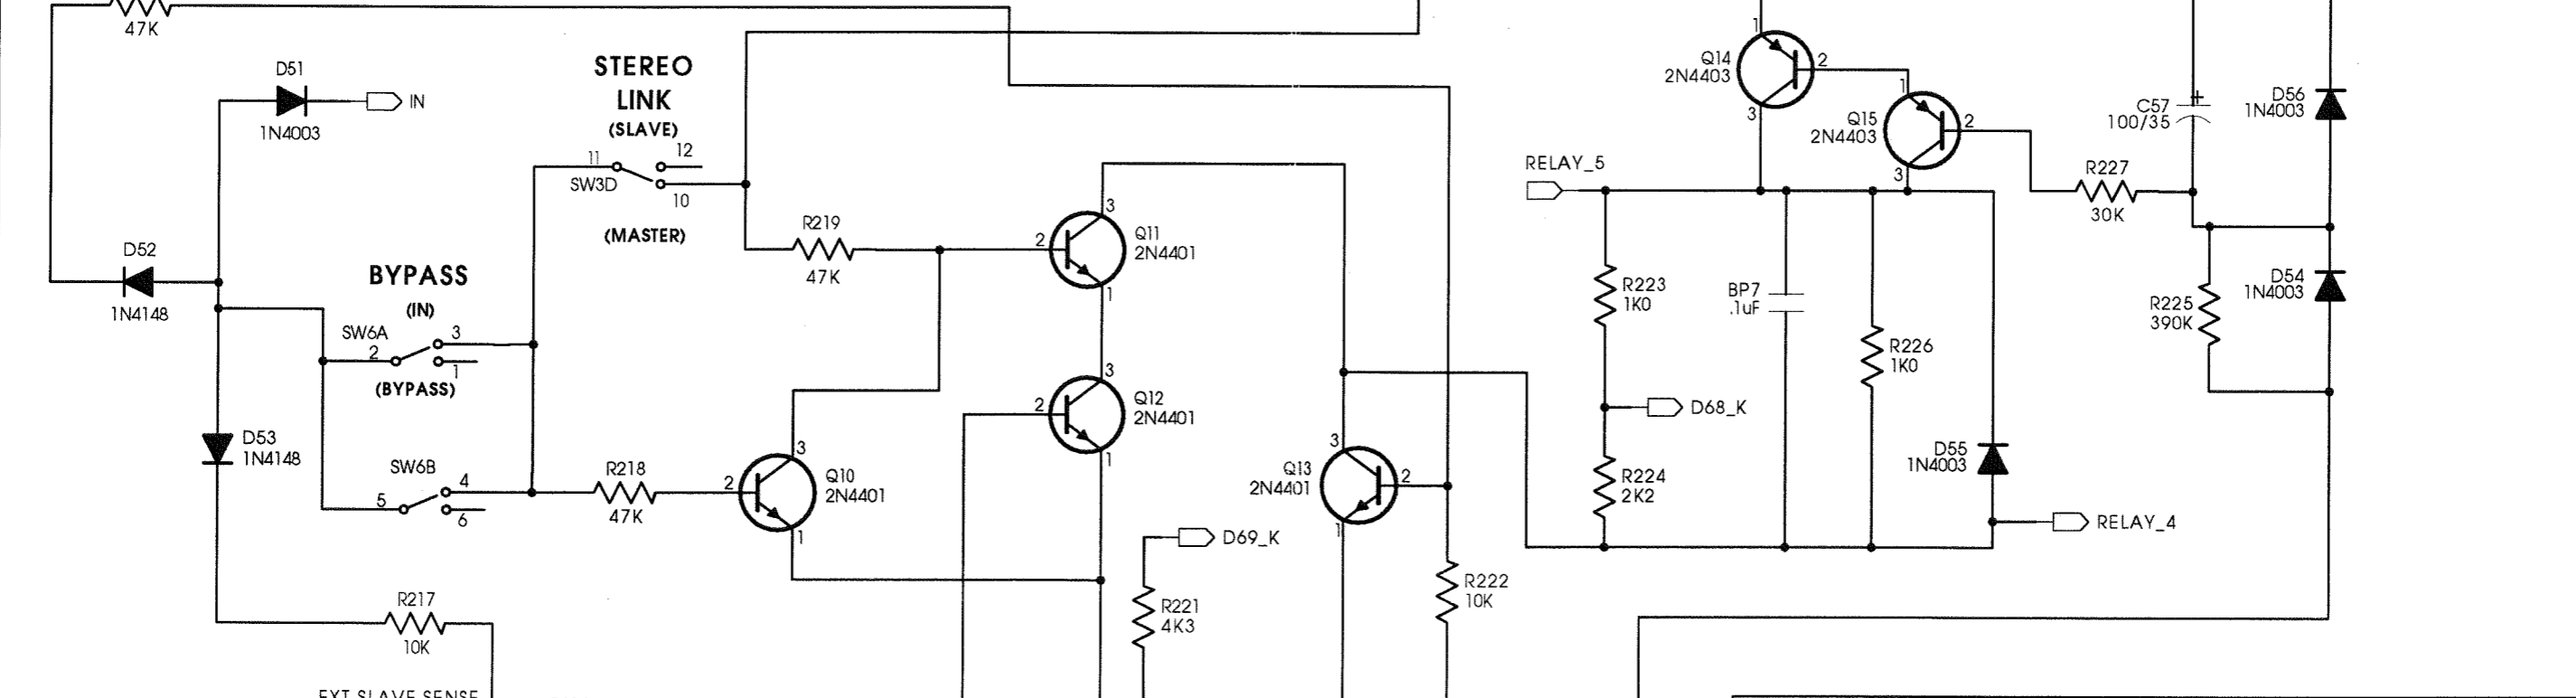 47K
D51
IN
1N4003
STEREO
LINK
(SLAVE)
11
12
SW3D
10
(MASTER)
D52
1N4148
BYPASS
(IN)
SW6A
3
2
1
(BYPASS)
D53
1N4148
SW6B
4
5
6
R218
47K
R219
47K
2
3
Q10
2N4401
1
3
2
Q11
2N4401
1
3
2
Q12
2N4401
1
R217
10K
EXT SLAVE SENSE
D69_K
R221
4K3
3
Q13
2N4401
2
1
R222
10K
1
Q14
2N4403
2
3
1
Q15
2N4403
2
3
RELAY_5
R223
1K0
BP7
.1uF
R226
1K0
D68_K
R224
2K2
D55
1N4003
RELAY_4
+
C57
100/35
D56
1N4003
R227
30K
R225
390K
D54
1N4003